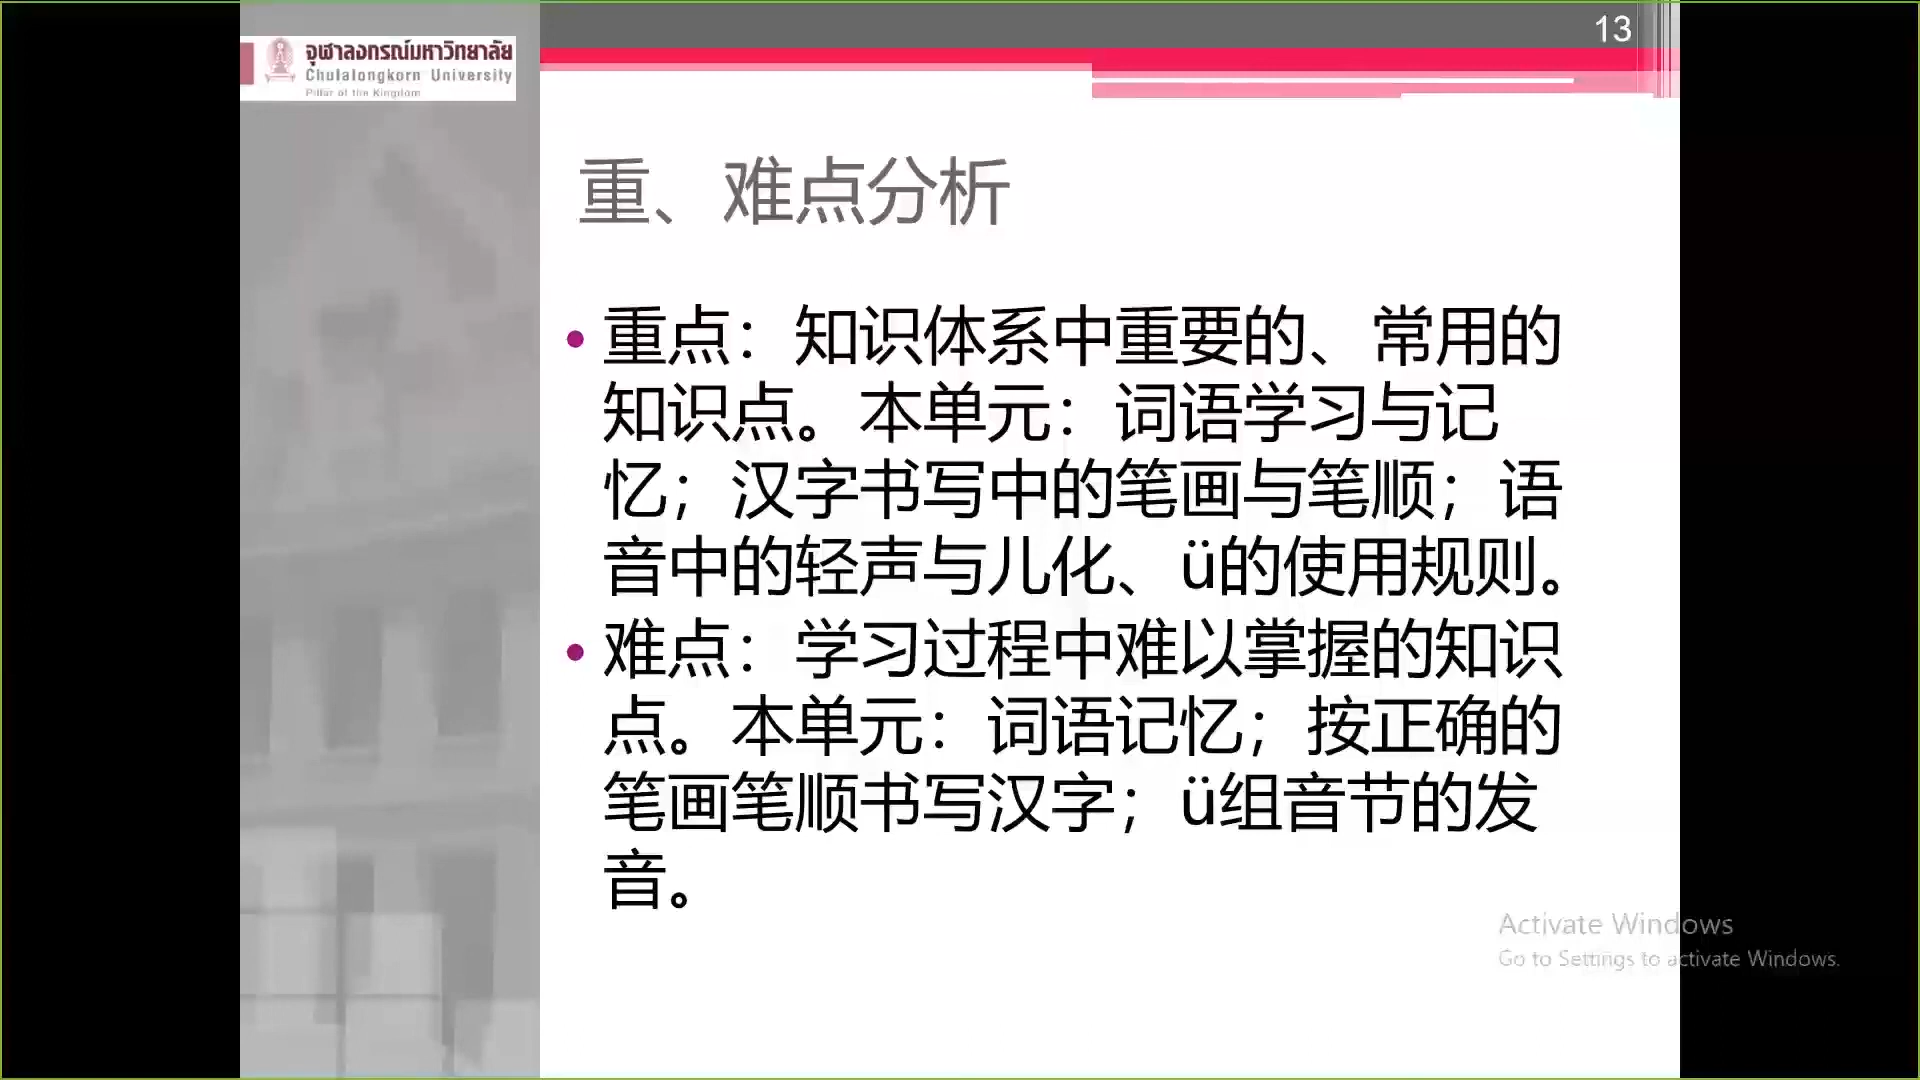 13
จุฬาลงกรณ์มหาวิทยาลัย
Chulalongkorn University
Pillar of the Kingdom
重、难点分析
• 重点：知识体系中重要的、常用的
知识点。本单元：词语学习与记
忆；汉字书写中的笔画与笔顺；语
音中的轻声与儿化、ü的使用规则。
• 难点：学习过程中难以掌握的知识
点。本单元：词语记忆；按正确的
笔画笔顺书写汉字；ü组音节的发
音。
Activate Windows
Go to Settings to activate Windows.